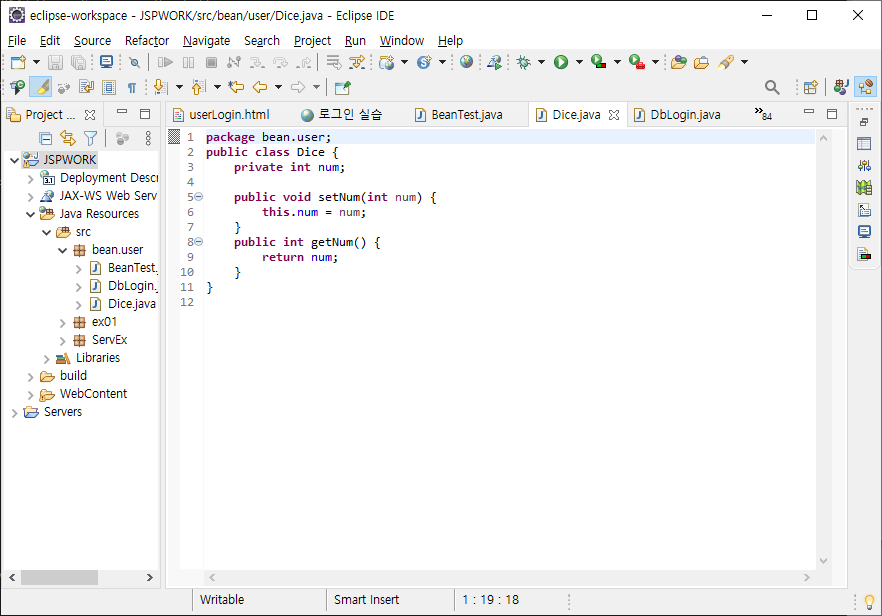 eclipse-workspace - JSPWORK/src/bean/user/Dice.java - Eclipse IDE
File Edit Source Refactor Navigate Search Project Run Window Help
Project ...
userLogin.html 로그인 실습 BeanTest.java Dice.java DbLogin.java »84
JSPWORK
Deployment Descri
JAX-WS Web Serv
Java Resources
src
bean.user
BeanTest.
DbLogin.
Dice.java
ex01
ServEx
Libraries
build
WebContent
Servers
1 package bean.user;
2 public class Dice {
3 private int num;
4
5 public void setNum(int num) {
6 this.num = num;
7 }
8 public int getNum() {
9 return num;
10 }
11 }
12
Writable Smart Insert 1 : 19 : 18